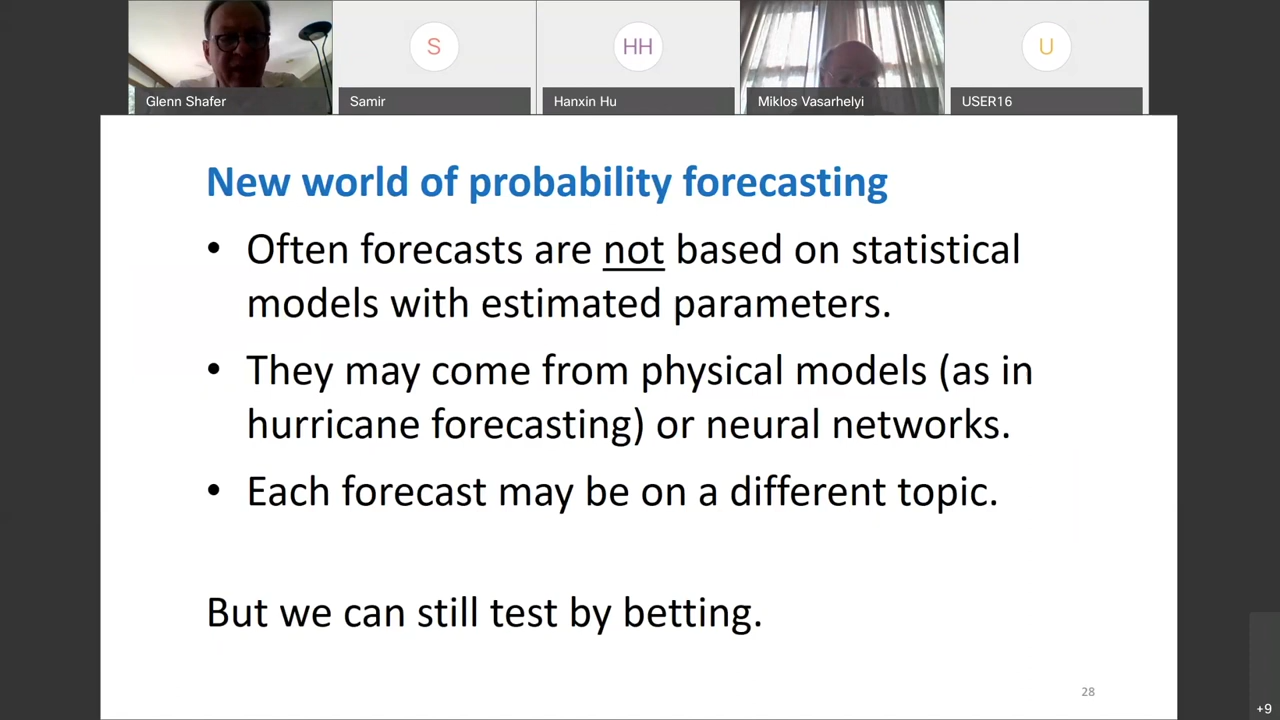 S
HH
U
Glenn Shafer
Samir
Hanxin Hu
Miklos Vasarhelyi
USER16
New world of probability forecasting
• Often forecasts are not based on statistical
models with estimated parameters.
• They may come from physical models (as in
hurricane forecasting) or neural networks.
• Each forecast may be on a different topic.
But we can still test by betting.
28
+9